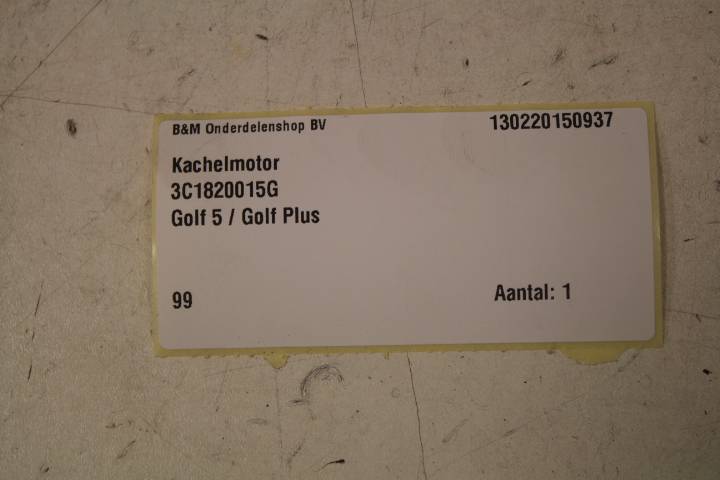 B&M Onderdelenshop BV 130220150937
Kachelmotor
3C1820015G
Golf 5 / Golf Plus
99 Aantal: 1